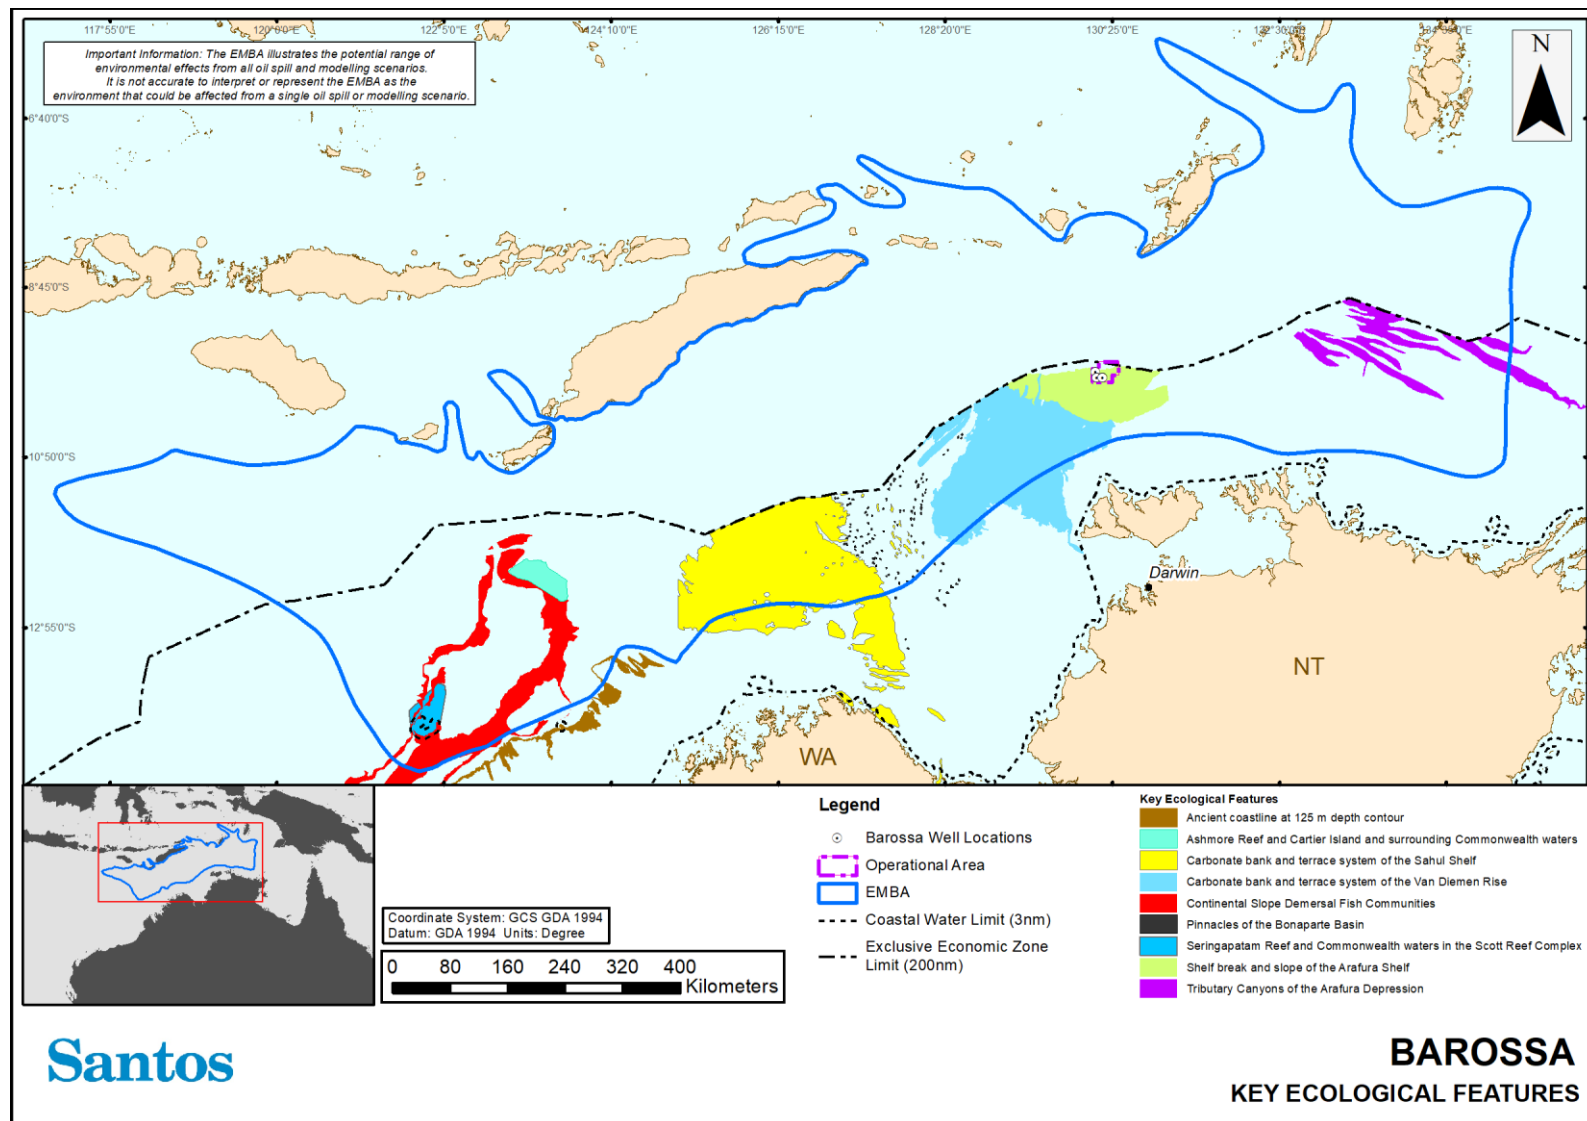 117°55'0"E 120°0'0"E 122°5'0"E 124°10'0"E 126°15'0"E 128°20'0"E 130°25'0"E 132°30'0"E
Important Information: The EMBA illustrates the potential range of
environmental effects from all oil spill and modelling scenarios.
It is not accurate to interpret or represent the EMBA as the
environment that could be affected from a single oil spill or modelling scenario.
N
6°40'0"S
8°45'0"S
10°50'0"S
12°55'0"S
Darwin
NT
WA
Legend
Barossa Well Locations
Operational Area
EMBA
Coastal Water Limit (3nm)
Exclusive Economic Zone
Limit (200nm)
Key Ecological Features
Ancient coastline at 125 m depth contour
Ashmore Reef and Cartier Island and surrounding Commonwealth waters
Carbonate bank and terrace system of the Sahul Shelf
Carbonate bank and terrace system of the Van Diemen Rise
Continental Slope Demersal Fish Communities
Pinnacles of the Bonaparte Basin
Seringapatam Reef and Commonwealth waters in the Scott Reef Complex
Shelf break and slope of the Arafura Shelf
Tributary Canyons of the Arafura Depression
Coordinate System: GCS GDA 1994
Datum: GDA 1994 Units: Degree
0 80 160 240 320 400
Kilometers
Santos
BAROSSA
KEY ECOLOGICAL FEATURES